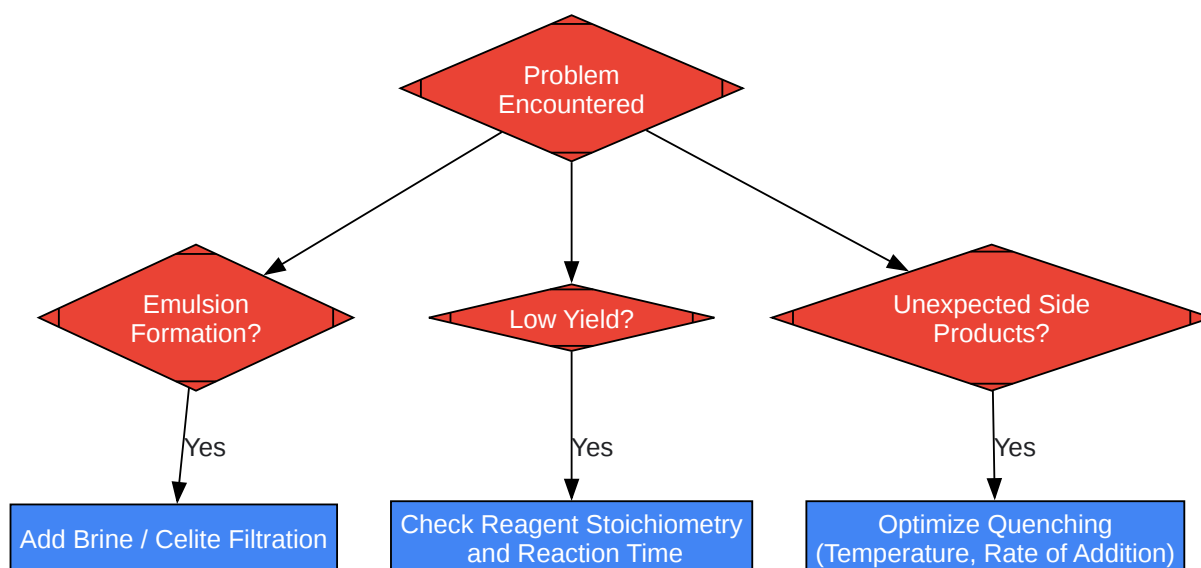 Problem
Encountered
Emulsion
Formation?
Low Yield?
Unexpected Side
Products?
Yes
Yes
Yes
Add Brine / Celite Filtration
Check Reagent Stoichiometry
and Reaction Time
Optimize Quenching
(Temperature, Rate of Addition)